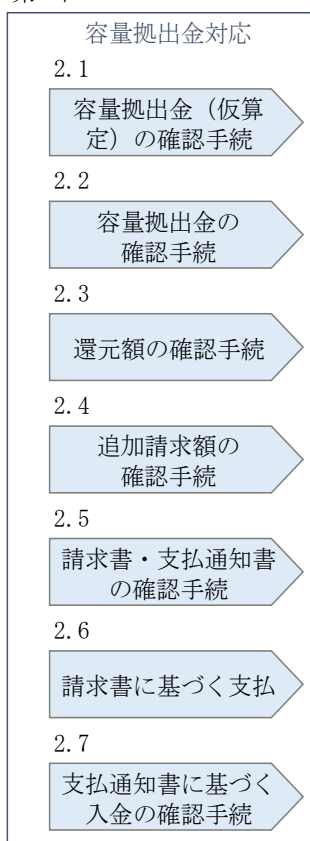 容量拠出金対応
2.1
容量拠出金（仮算
定）の確認手続
2.2
容量拠出金の
確認手続
2.3
還元額の確認手続
2.4
追加請求額の
確認手続
2.5
請求書・支払通知書
の確認手続
2.6
請求書に基づく支払
2.7
支払通知書に基づく
入金の確認手続